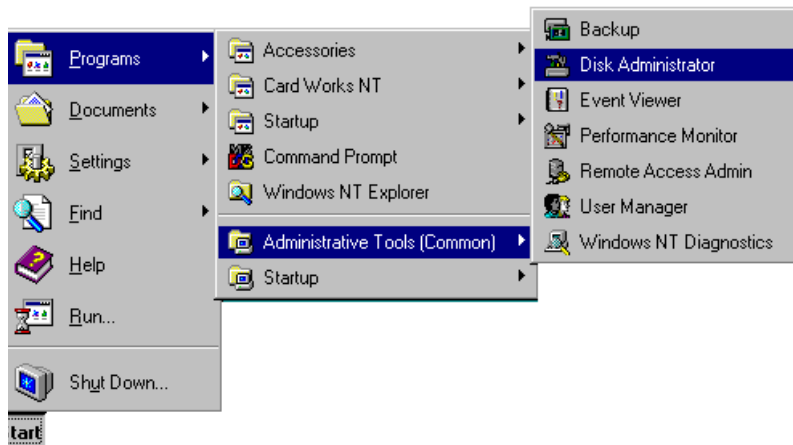 Programs
Documents
Settings
Find
Help
Run...
Shut Down...
tart
Accessories
Card Works NT
Startup
Command Prompt
Windows NT Explorer
Administrative Tools (Common)
Startup
Backup
Disk Administrator
Event Viewer
Performance Monitor
Remote Access Admin
User Manager
Windows NT Diagnostics